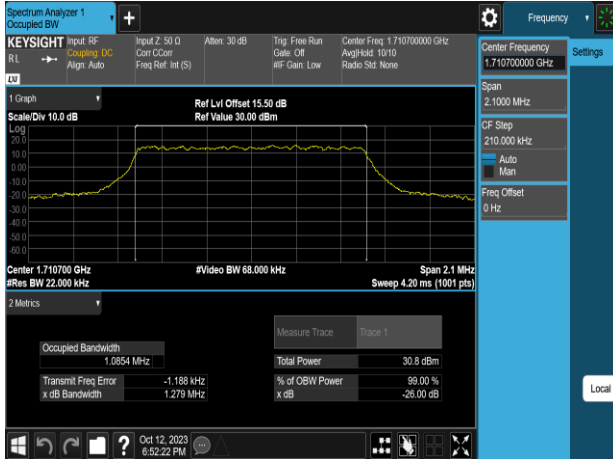 Spectrum Analyzer 1
Occupied BW
+
Frequency
KEYSIGHT
RL
LXI
Input: RF
Coupling: DC
Align: Auto
Input Z: 50 Ω
Corr CCorr
Freq Ref: Int (S)
Atten: 30 dB
Trig: Free Run
Gate: Off
#IF Gain: Low
Center Freq: 1.710700000 GHz
Avg|Hold: 10/10
Radio Std: None
Center Frequency
1.710700000 GHz
Settings
Span
2.1000 MHz
CF Step
210.000 kHz
Auto
Man
Freq Offset
0 Hz
Local
1 Graph
Scale/Div 10.0 dB
Ref Lvl Offset 15.50 dB
Ref Value 30.00 dBm
Log
20.0
10.0
0.00
-10.0
-20.0
-30.0
-40.0
-50.0
-60.0
Center 1.710700 GHz
#Res BW 22.000 kHz
#Video BW 68.000 kHz
Span 2.1 MHz
Sweep 4.20 ms (1001 pts)
2 Metrics
Measure Trace Trace 1
Occupied Bandwidth
1.0854 MHz
Total Power 30.8 dBm
Transmit Freq Error -1.188 kHz
% of OBW Power 99.00 %
x dB Bandwidth 1.279 MHz
x dB -26.00 dB
?
Oct 12, 2023
6:52:22 PM